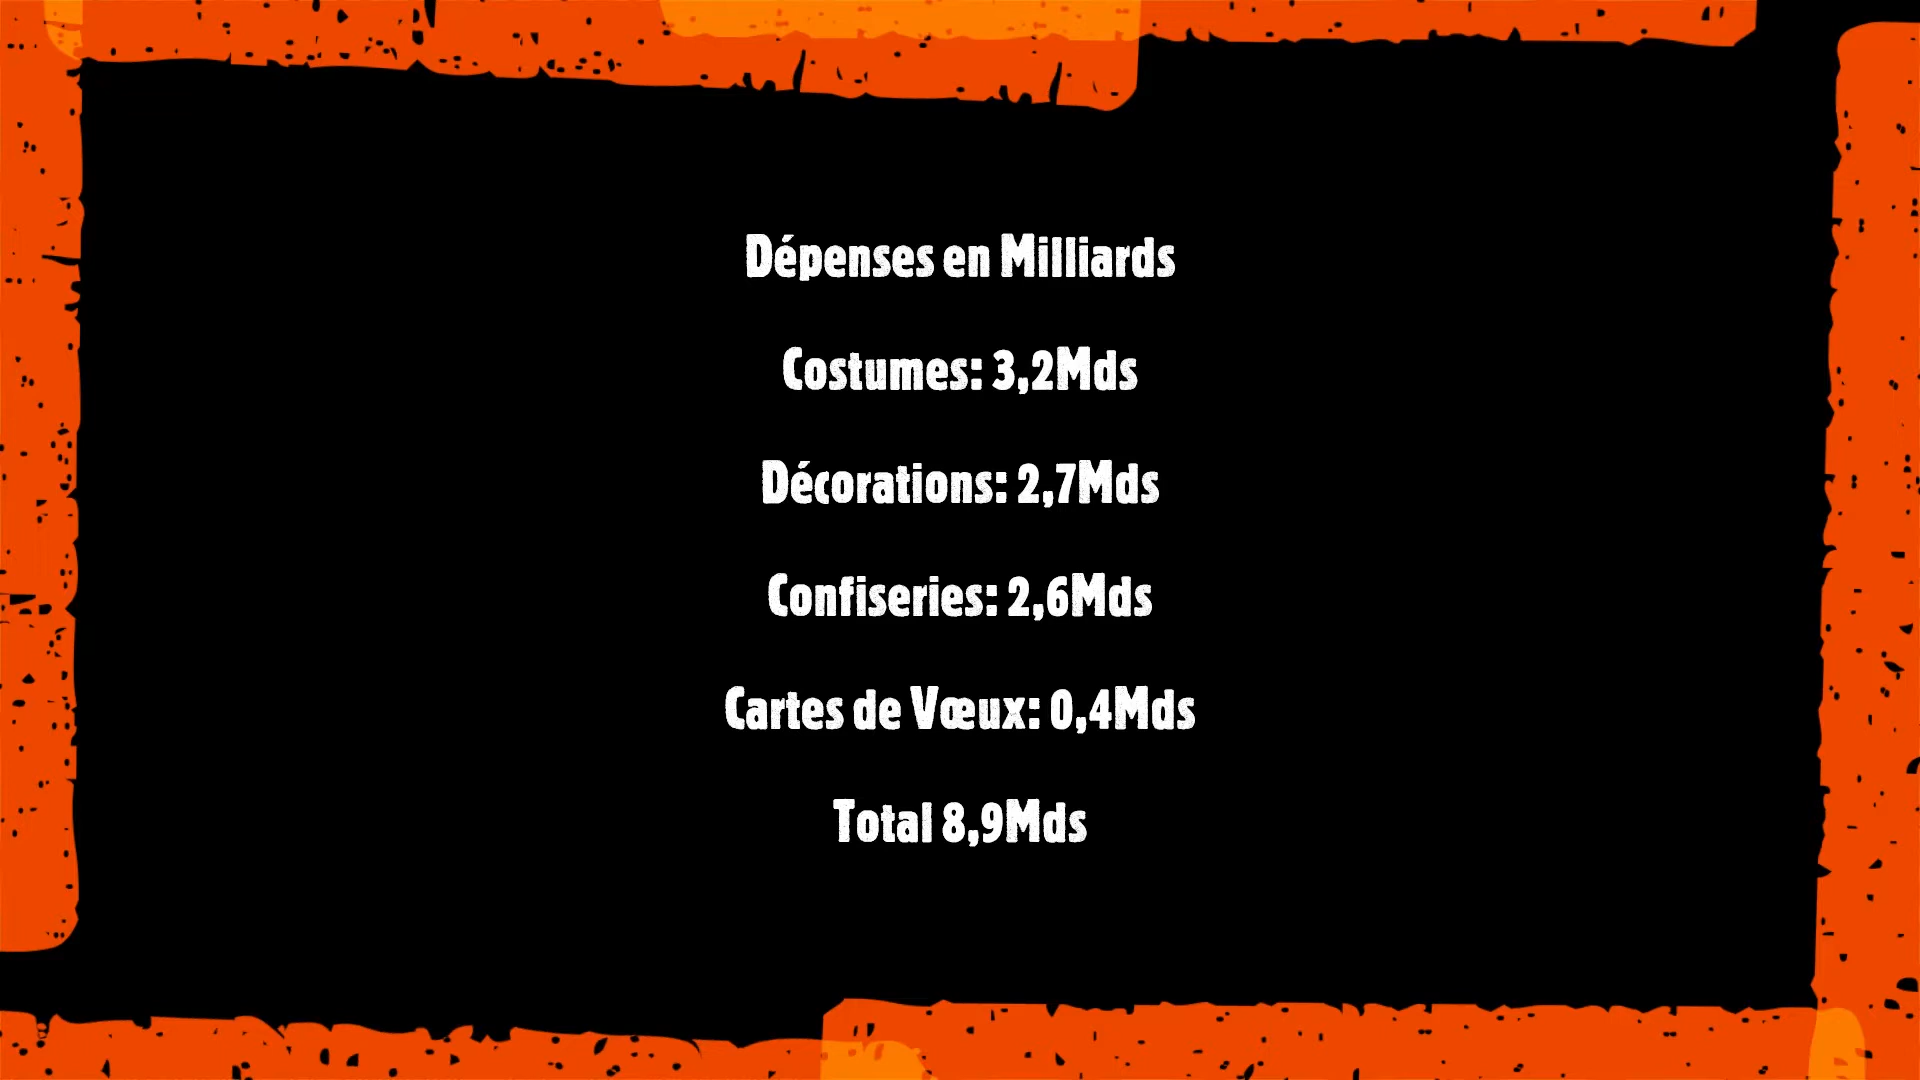 Dépenses en Milliards
Costumes: 3,2Mds
Décorations: 2,7Mds
Confiseries: 2,6Mds
Cartes de Vœux: 0,4Mds
Total 8,9Mds